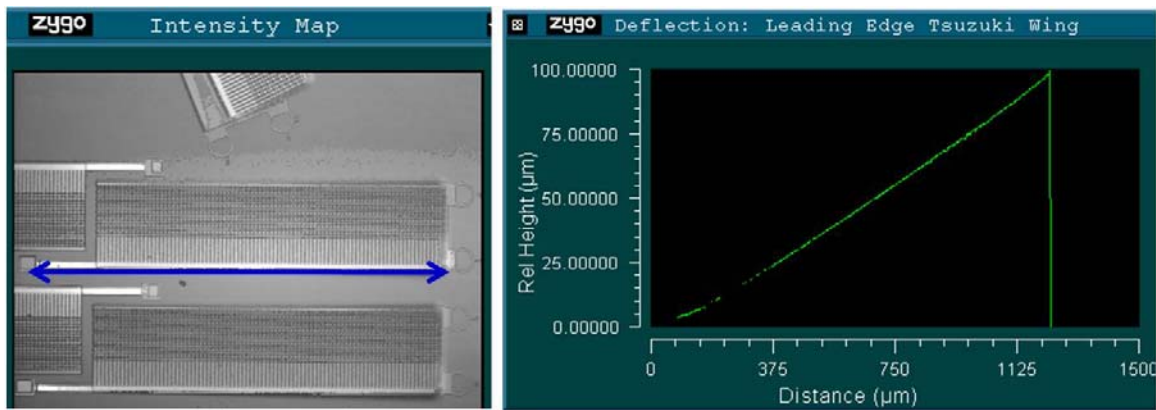 zygo Intensity Map
zygo Deflection: Leading Edge Tsuzuki Wing
100.00000
75.00000
50.00000
25.00000
0.00000
Rel Height (µm)
0 375 750 1125 1500
Distance (µm)